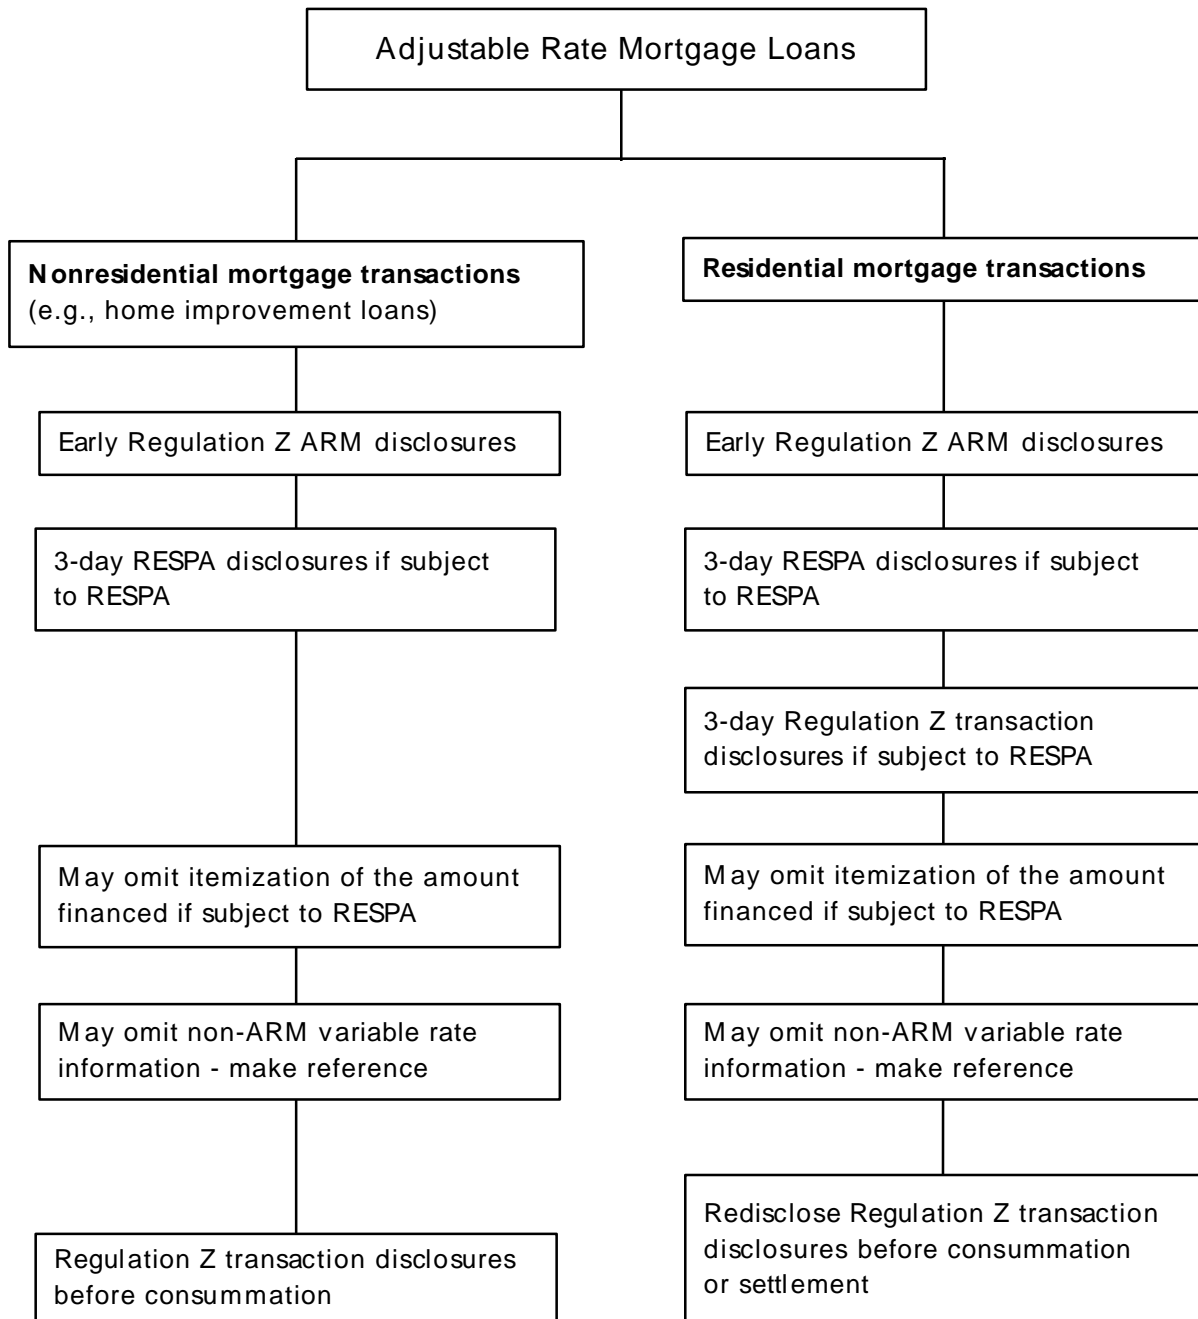 Adjustable Rate Mortgage Loans
Nonresidential mortgage transactions
(e.g., home improvement loans)
Early Regulation Z ARM disclosures
3-day RESPA disclosures if subject
to RESPA
May omit itemization of the amount
financed if subject to RESPA
May omit non-ARM variable rate
information - make reference
Regulation Z transaction disclosures
before consummation
Residential mortgage transactions
Early Regulation Z ARM disclosures
3-day RESPA disclosures if subject
to RESPA
3-day Regulation Z transaction
disclosures if subject to RESPA
May omit itemization of the amount
financed if subject to RESPA
May omit non-ARM variable rate
information - make reference
Redisclose Regulation Z transaction
disclosures before consummation
or settlement